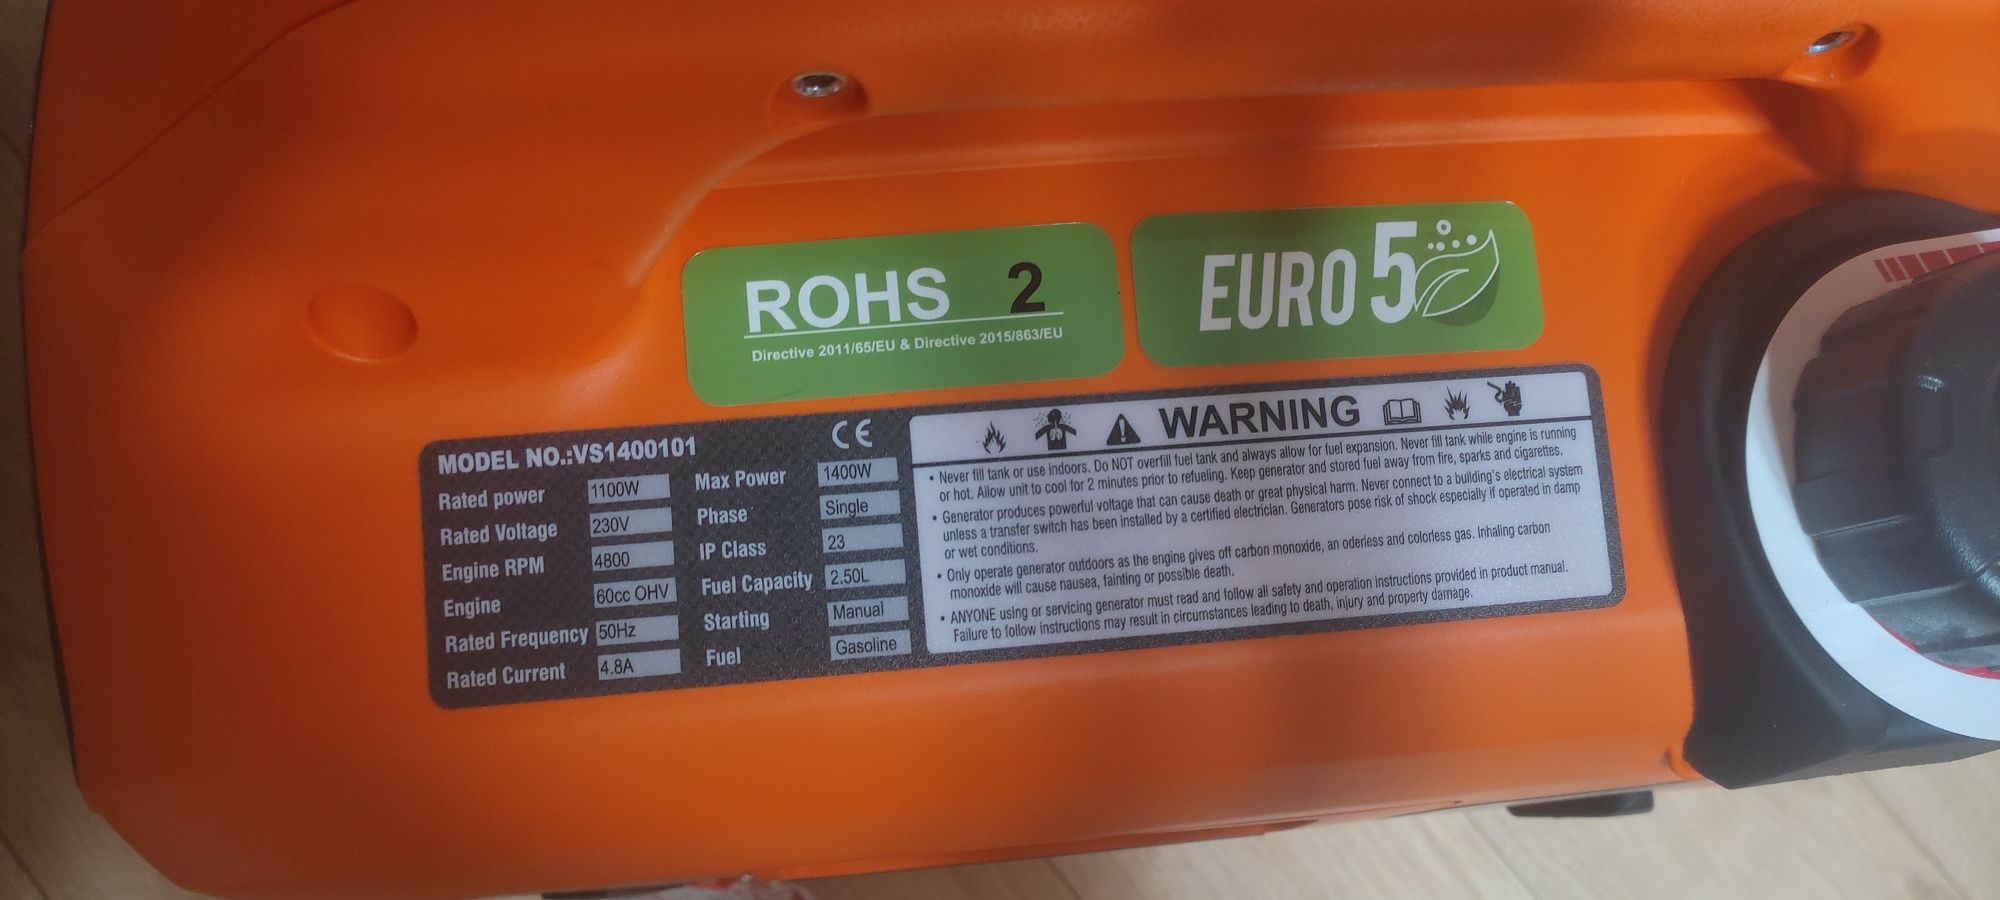 ROHS 2
Directive 2011/65/EU & Directive 2015/863/EU
EURO 5
MODEL NO.:VS1400101
CE
Rated power 1100W
Rated Voltage 230V
Engine RPM 4800
Engine 60cc OHV
Rated Frequency 50Hz
Rated Current 4.8A
Max Power 1400W
Phase Single
IP Class 23
Fuel Capacity 2.50L
Starting Manual
Fuel Gasoline
WARNING
• Never fill tank or use indoors. Do NOT overfill fuel tank and always allow for fuel expansion. Never fill tank while engine is running
or hot. Allow unit to cool for 2 minutes prior to refueling. Keep generator and stored fuel away from fire, sparks and cigarettes.
• Generator produces powerful voltage that can cause death or great physical harm. Never connect to a building's electrical system
unless a transfer switch has been installed by a certified electrician. Generators pose risk of shock especially if operated in damp
or wet conditions.
• Only operate generator outdoors as the engine gives off carbon monoxide, an oderless and colorless gas. Inhaling carbon
monoxide will cause nausea, fainting or possible death.
• ANYONE using or servicing generator must read and follow all safety and operation instructions provided in product manual.
Failure to follow instructions may result in circumstances leading to death, injury and property damage.